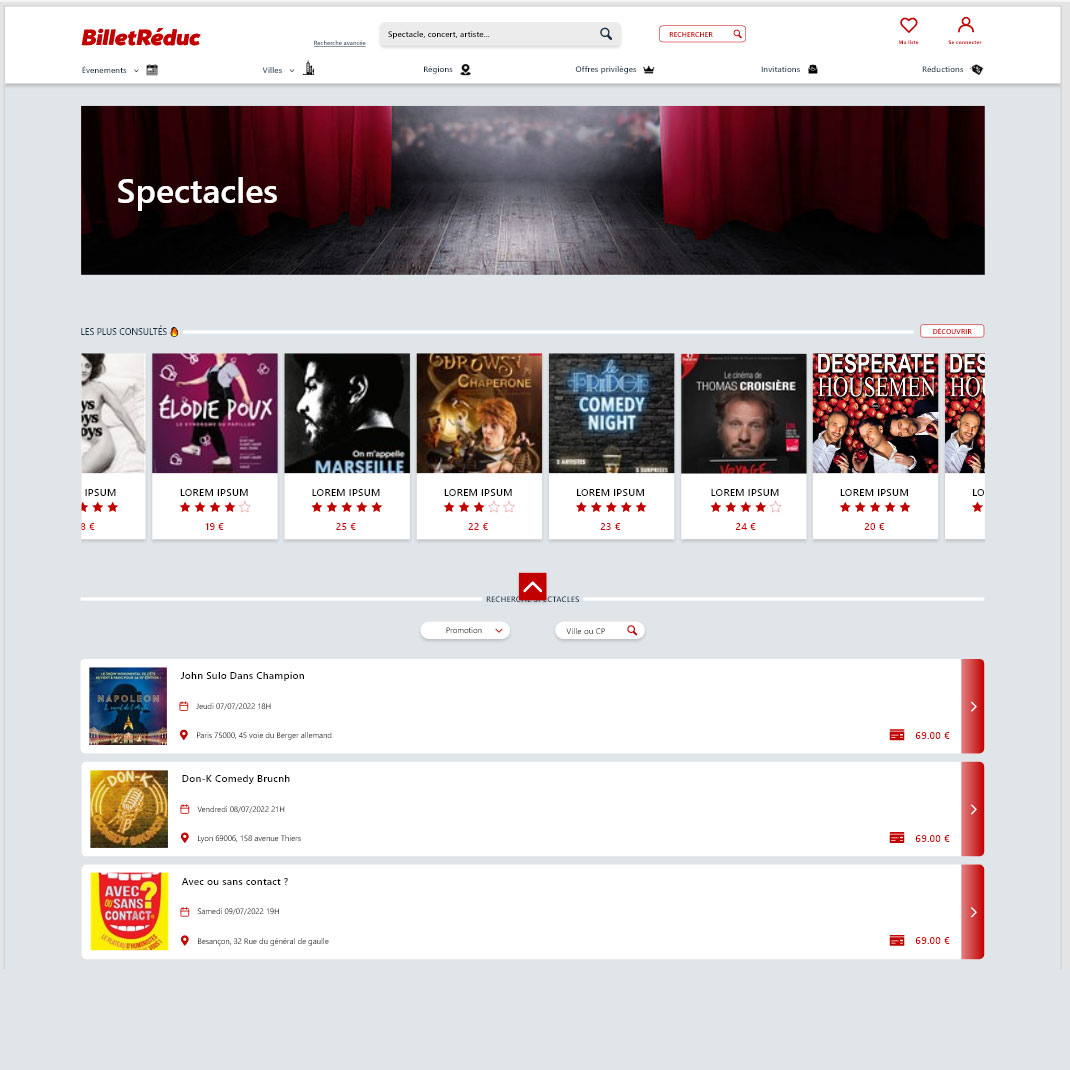 BilletRéduc
Recherche avancée
Spectacle, concert, artiste...
RECHERCHER
Ma liste
Se connecter
Évenements
Villes
Régions
Offres privilèges
Invitations
Réductions
Spectacles
LES PLUS CONSULTÉS
DÉCOUVRIR
ÉLODIE POUX
LE SYNDROME DU PAPILLON
On m'appelle
MARSEILLE
DROWSY
CHAPERONE
le
FRIDGE
COMEDY
NIGHT
5 ARTISTES
5 SURPRISES
Le cinéma de
THOMAS CROISIÈRE
VOYAGE
DESPERATE
HOUSEMEN
DES
HOU
IPSUM
LOREM IPSUM
LOREM IPSUM
LOREM IPSUM
LOREM IPSUM
LOREM IPSUM
LOREM IPSUM
LO
8 €
19 €
25 €
22 €
23 €
24 €
20 €
RECHERCHE SPECTACLES
Promotion
Ville ou CP
NAPOLEON
John Sulo Dans Champion
Jeudi 07/07/2022 18H
Paris 75000, 45 voie du Berger allemand
69.00 €
DON-K
COMEDY BRUNCH
Don-K Comedy Brucnh
Vendredi 08/07/2022 21H
Lyon 69006, 158 avenue Thiers
69.00 €
AVEC
OU SANS
CONTACT
?
LE PLATEAU D'HUMORISTES
Avec ou sans contact ?
Samedi 09/07/2022 19H
Besançon, 32 Rue du général de gaulle
69.00 €